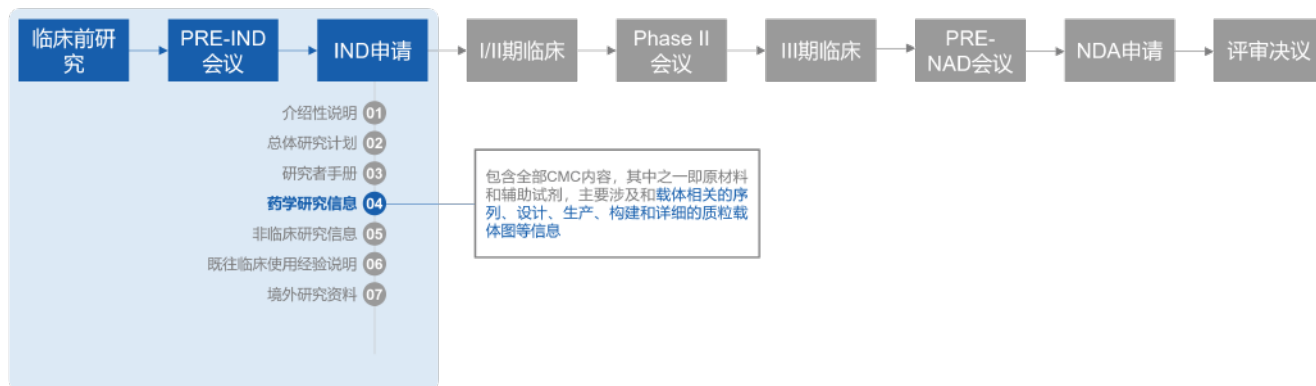 临床前研
究
PRE-IND
会议
IND申请
I/II期临床
Phase II
会议
III期临床
PRE-
NAD会议
NDA申请
评审决议
介绍性说明 01
总体研究计划 02
研究者手册 03
药学研究信息 04
非临床研究信息 05
既往临床使用经验说明 06
境外研究资料 07
包含全部CMC内容，其中之一即原材料
和辅助试剂，主要涉及和载体相关的序
列、设计、生产、构建和详细的质粒载
体图等信息